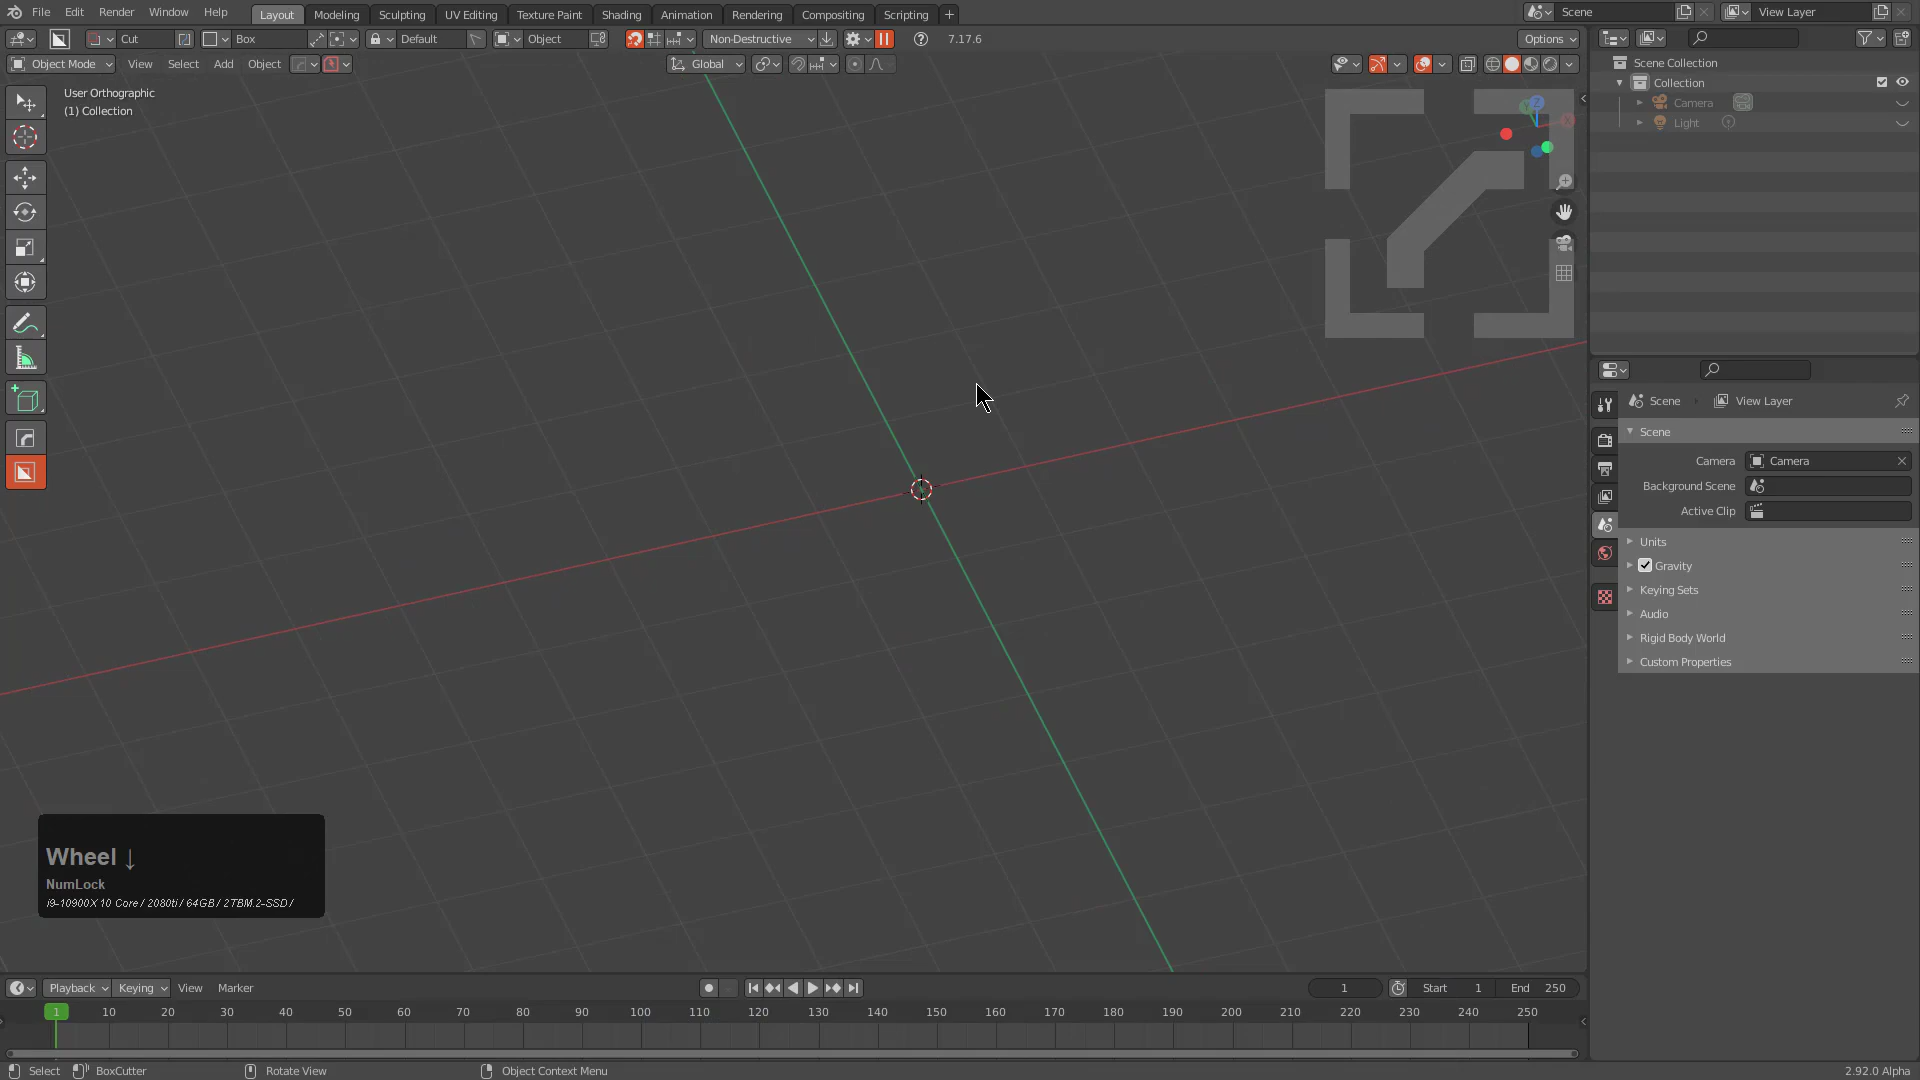 File Edit Render Window Help Layout Modeling Sculpting UV Editing Texture Paint Shading Animation Rendering Compositing Scripting + Scene View Layer
Cut Box Default Object Non-Destructive 7.17.6 Options
Object Mode View Select Add Object Global
User Orthographic
(1) Collection
Scene Collection
Collection
Camera
Light
Scene View Layer
Scene
Camera Camera
Background Scene
Active Clip
Units
Gravity
Keying Sets
Audio
Rigid Body World
Custom Properties
Wheel ↓
NumLock
i9-10900X 10 Core / 2080ti / 64GB / 2TBM.2-SSD /
Playback Keying View Marker 1 Start 1 End 250
1 10 20 30 40 50 60 70 80 90 100 110 120 130 140 150 160 170 180 190 200 210 220 230 240 250
Select BoxCutter Rotate View Object Context Menu 2.92.0 Alpha